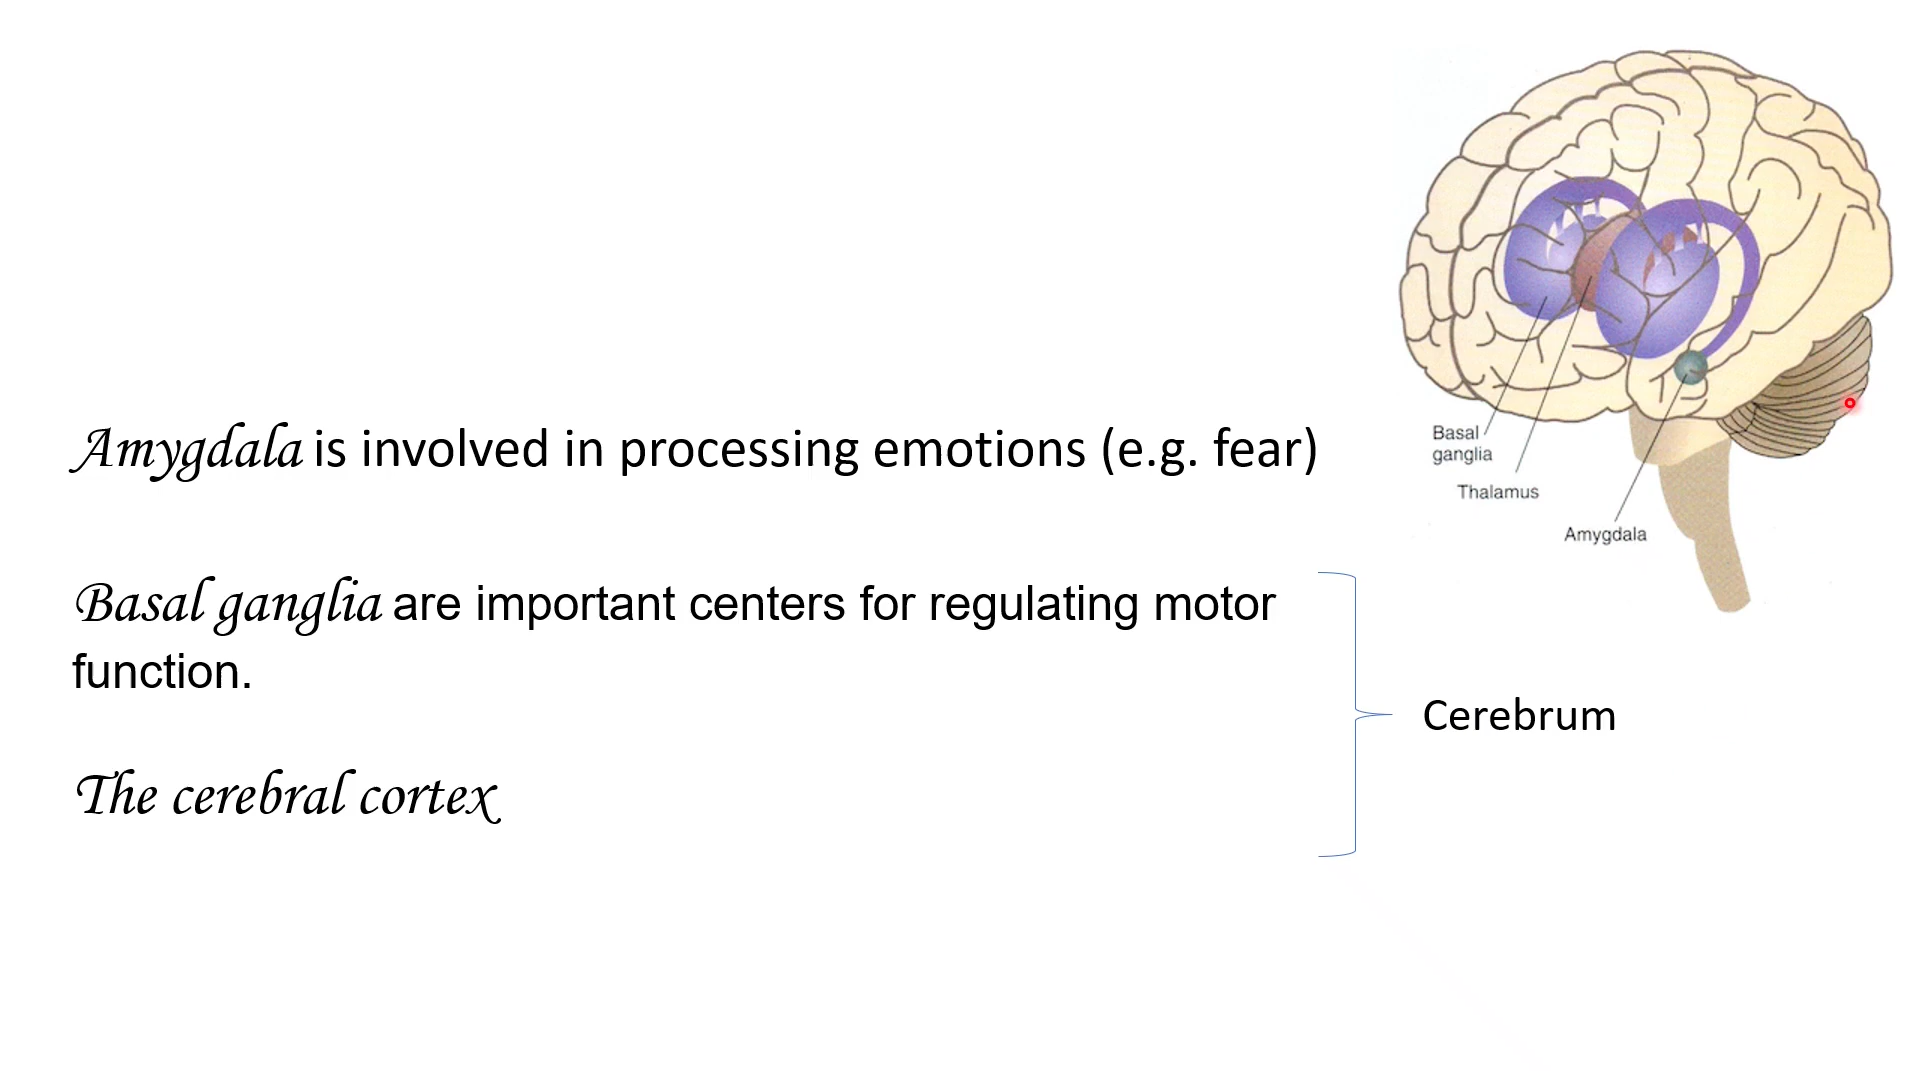 Amygdala is involved in processing emotions (e.g. fear)
Basal ganglia are important centers for regulating motor
function.
The cerebral cortex
Cerebrum
Basal
ganglia
Thalamus
Amygdala